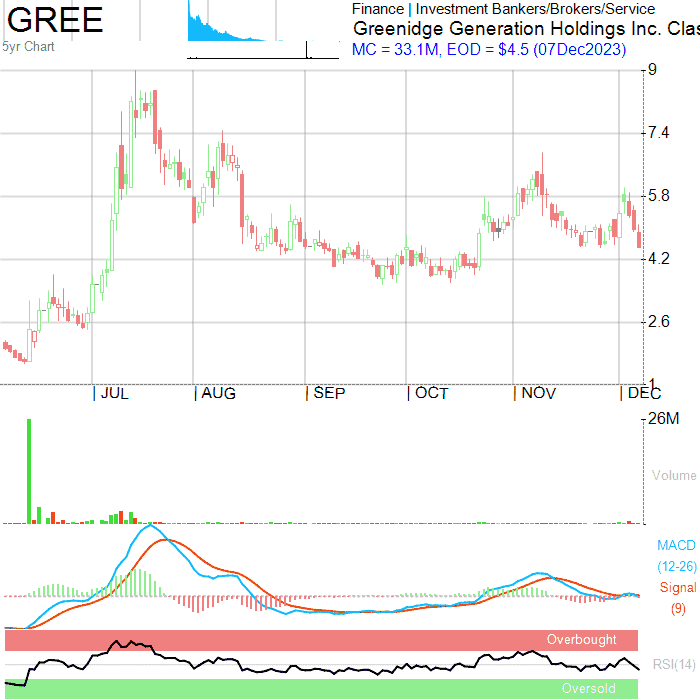 GREE
Finance | Investment Bankers/Brokers/Service
Greenidge Generation Holdings Inc. Clas
5yr Chart
MC = 33.1M, EOD = $4.5 (07Dec2023)
9
7.4
5.8
4.2
2.6
1
JUL AUG SEP OCT NOV DEC
26M
Volume
MACD
(12-26)
Signal
(9)
Overbought
RSI(14)
Oversold